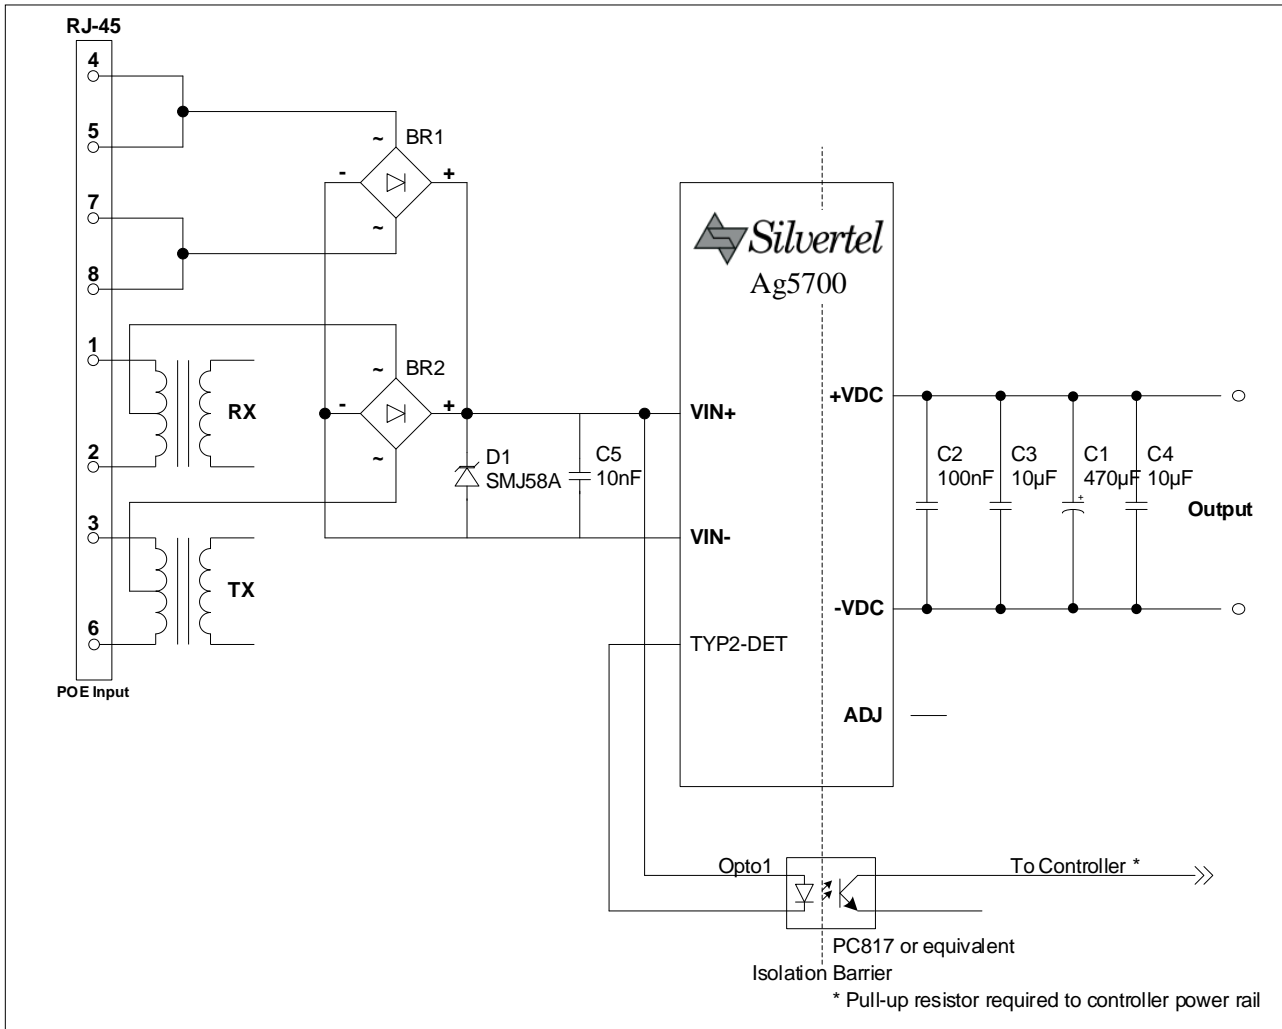 RJ-45
4
5
7
8
1
2
3
6
POE Input
~
BR1
-
+
~
~
BR2
-
+
~
RX
TX
D1
SMJ58A
C5
10nF
Silvertel
Ag5700
VIN+
VIN-
TYP2-DET
+VDC
-VDC
ADJ
C2
100nF
C3
10µF
C1
470µF
+
C4
10µF
Output
Opto1
To Controller *
PC817 or equivalent
Isolation Barrier
* Pull-up resistor required to controller power rail